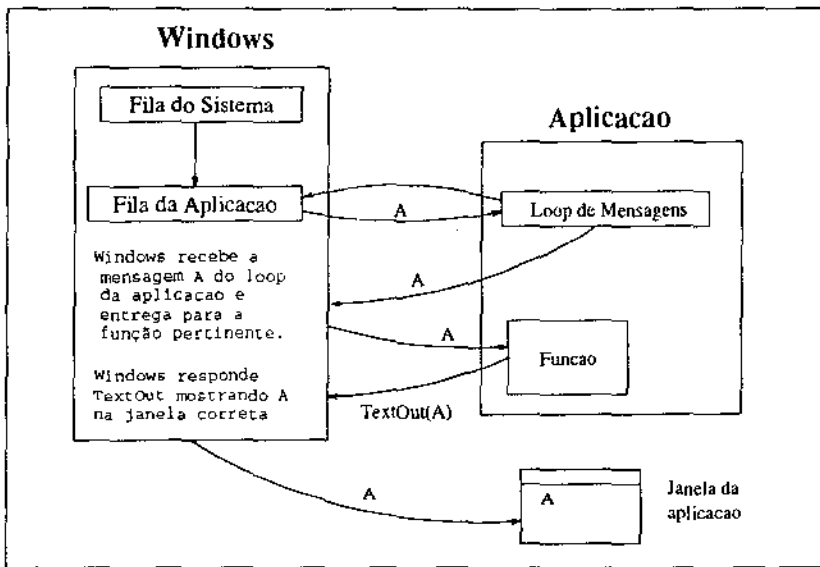 Windows
Fila do Sistema
Aplicacao
Fila da Aplicacao
A
Loop de Mensagens
Windows recebe a
mensagem A do loop
da aplicacao e
entrega para a
função pertinente.
A
A
Funcao
Windows responde
TextOut mostrando A
na janela correta
TextOut(A)
A
A
Janela da
aplicacao